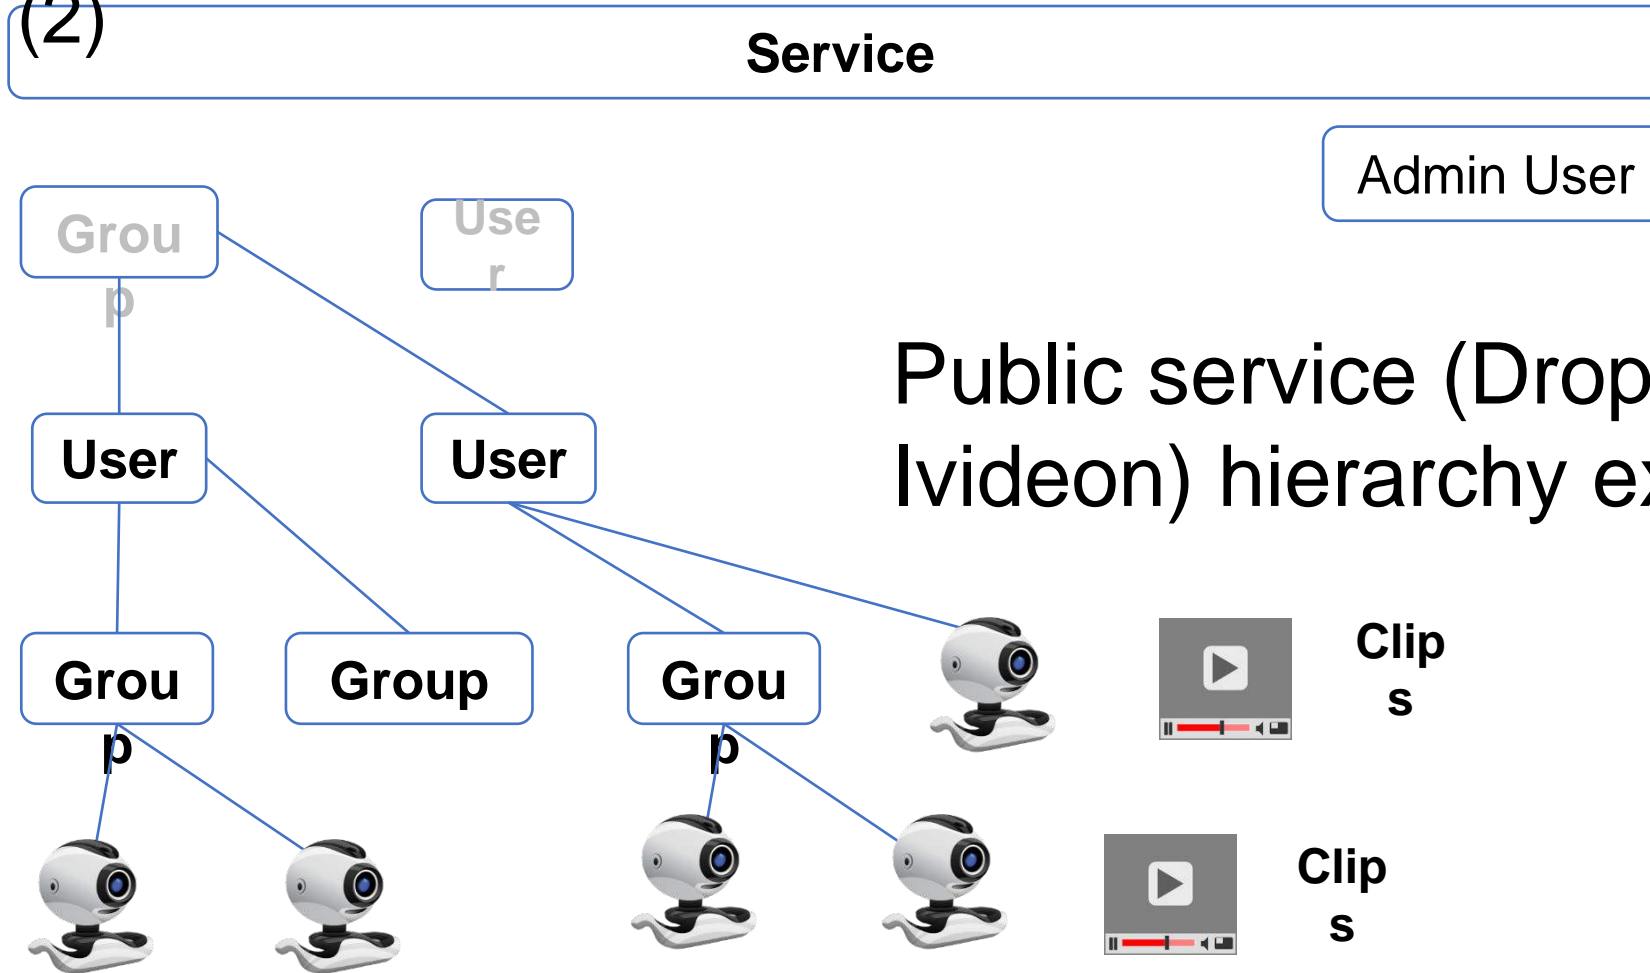 (2)
Service
Admin User
Grou
p
Use
r
Public service (Drop
Ivideon) hierarchy ex
User
User
Grou
p
Group
Grou
p
Clip
s
Clip
s